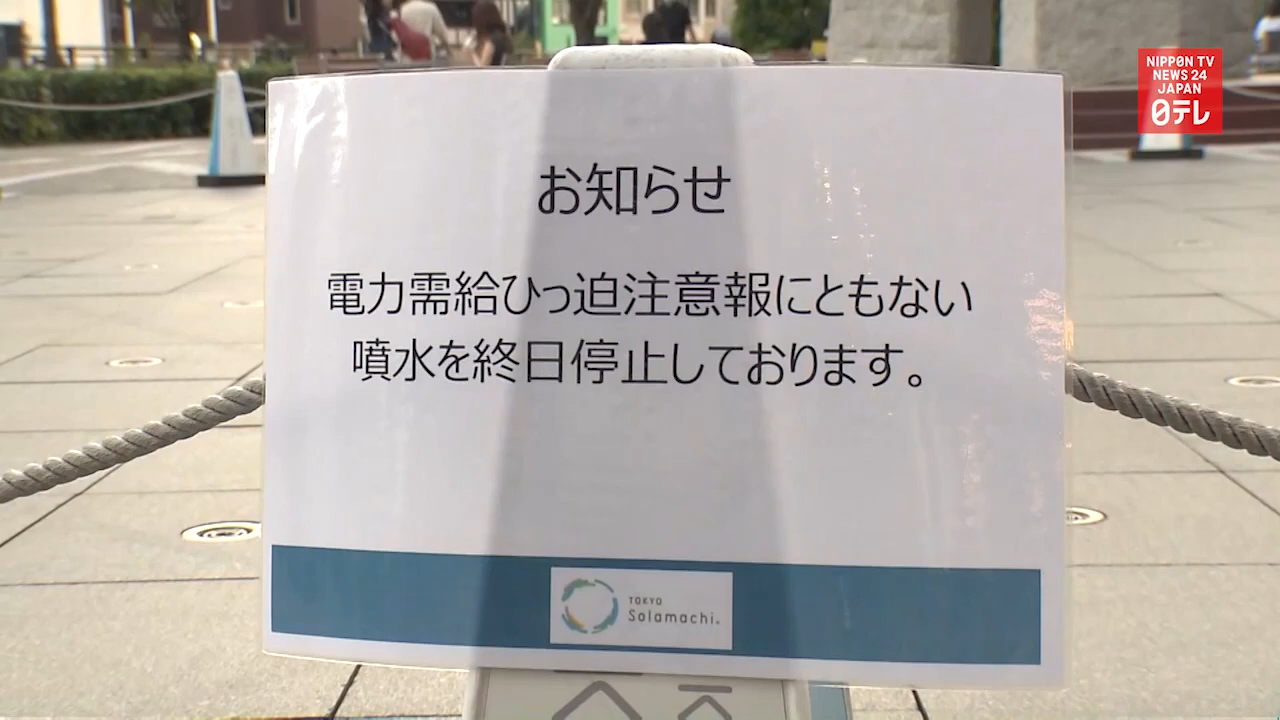 NIPPON TV
NEWS 24
JAPAN
日テレ
お知らせ
電力需給ひっ迫注意報にともない
噴水を終日停止しております。
TOKYO
Solamachi